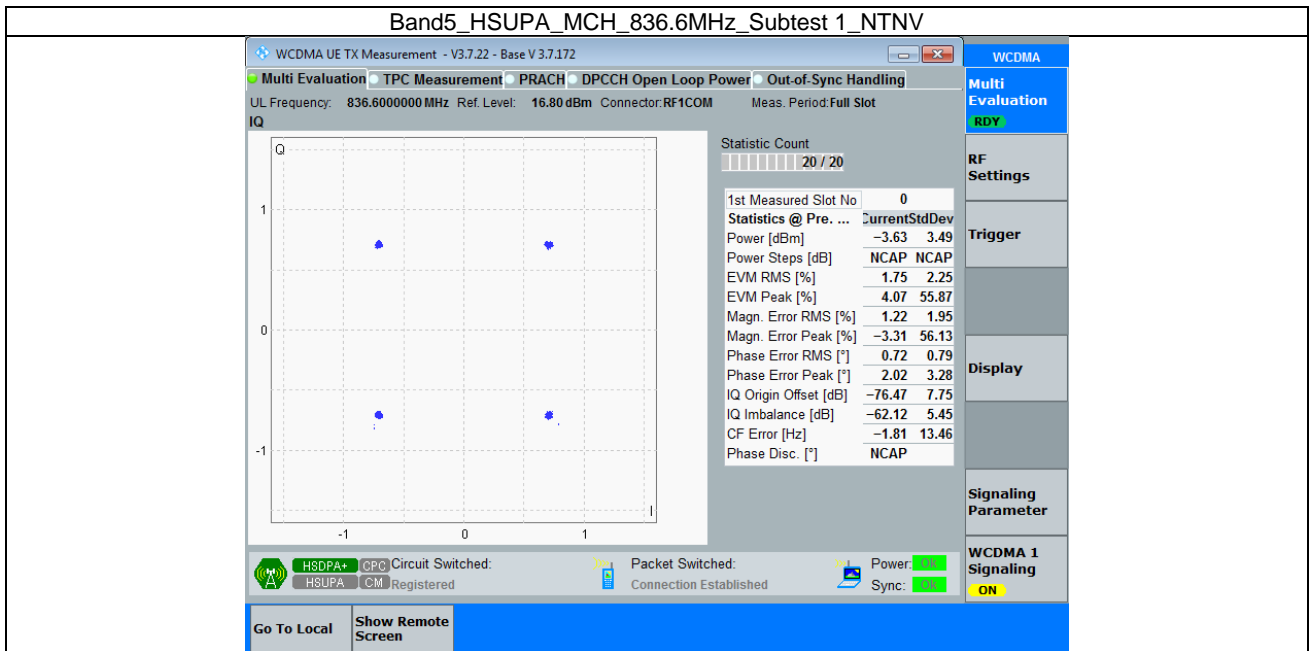 Band5_HSUPA_MCH_836.6MHz_Subtest 1_NTNV
WCDMA UE TX Measurement - V3.7.22 - Base V 3.7.172
WCDMA
Multi Evaluation TPC Measurement PRACH DPCCH Open Loop Power Out-of-Sync Handling
Multi
Evaluation
RDY
UL Frequency: 836.6000000 MHz Ref. Level: 16.80 dBm Connector:RF1COM Meas. Period:Full Slot
IQ
Q
1
0
-1
-1 0 1
I
Statistic Count
20 / 20
1st Measured Slot No 0
Statistics @ Pre. ... CurrentStdDev
Power [dBm] −3.63 3.49
Power Steps [dB] NCAP NCAP
EVM RMS [%] 1.75 2.25
EVM Peak [%] 4.07 55.87
Magn. Error RMS [%] 1.22 1.95
Magn. Error Peak [%] −3.31 56.13
Phase Error RMS [°] 0.72 0.79
Phase Error Peak [°] 2.02 3.28
IQ Origin Offset [dB] −76.47 7.75
IQ Imbalance [dB] −62.12 5.45
CF Error [Hz] −1.81 13.46
Phase Disc. [°] NCAP
RF
Settings
Trigger
Display
Signaling
Parameter
WCDMA 1
Signaling
ON
HSDPA+ CPC Circuit Switched: Packet Switched: Power: Ok
HSUPA CM Registered Connection Established Sync: Ok
Go To Local
Show Remote
Screen